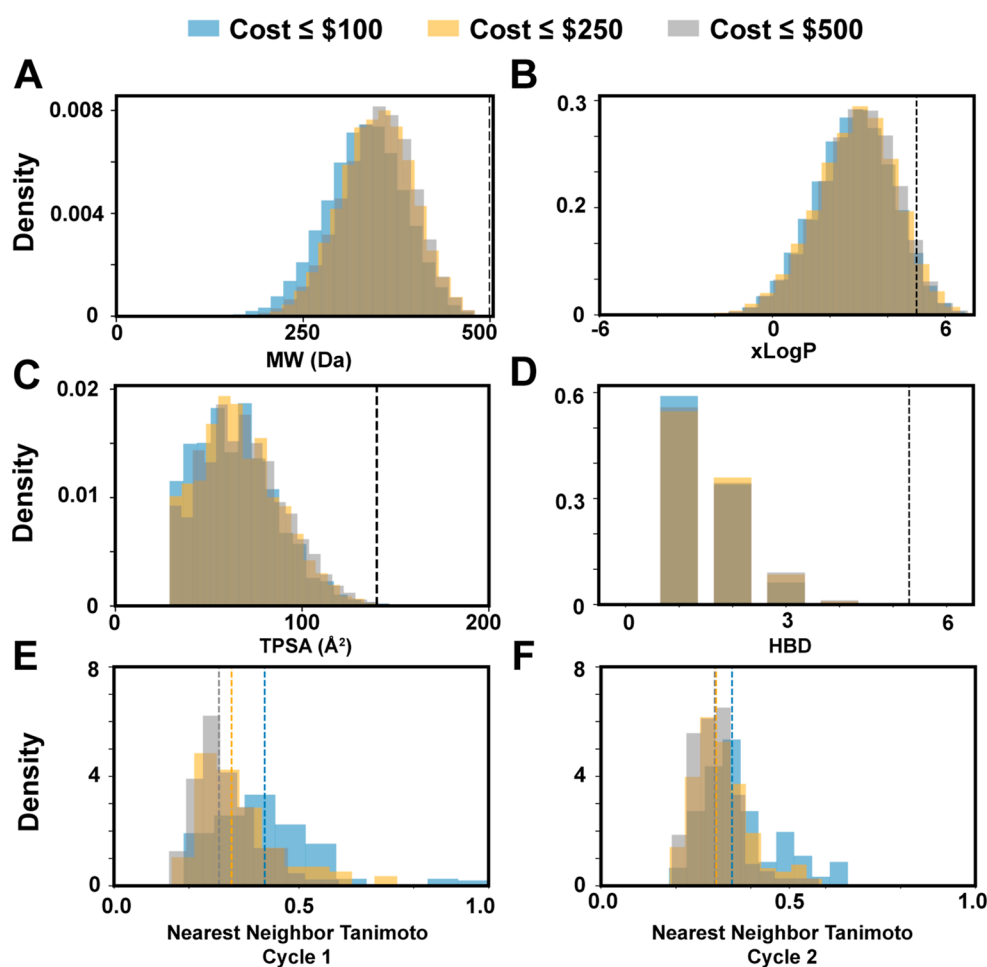 Cost ≤ $100 Cost ≤ $250 Cost ≤ $500
A
0.008
0.004
0
Density
0 250 500
MW (Da)
B
0.3
0.2
0
-6 0 6
xLogP
C
0.02
0.01
0
Density
0 100 200
TPSA (Å²)
D
0.6
0.3
0
0 3 6
HBD
E
8
4
0
Density
0.0 0.5 1.0
Nearest Neighbor Tanimoto
Cycle 1
F
8
4
0
0.0 0.5 1.0
Nearest Neighbor Tanimoto
Cycle 2